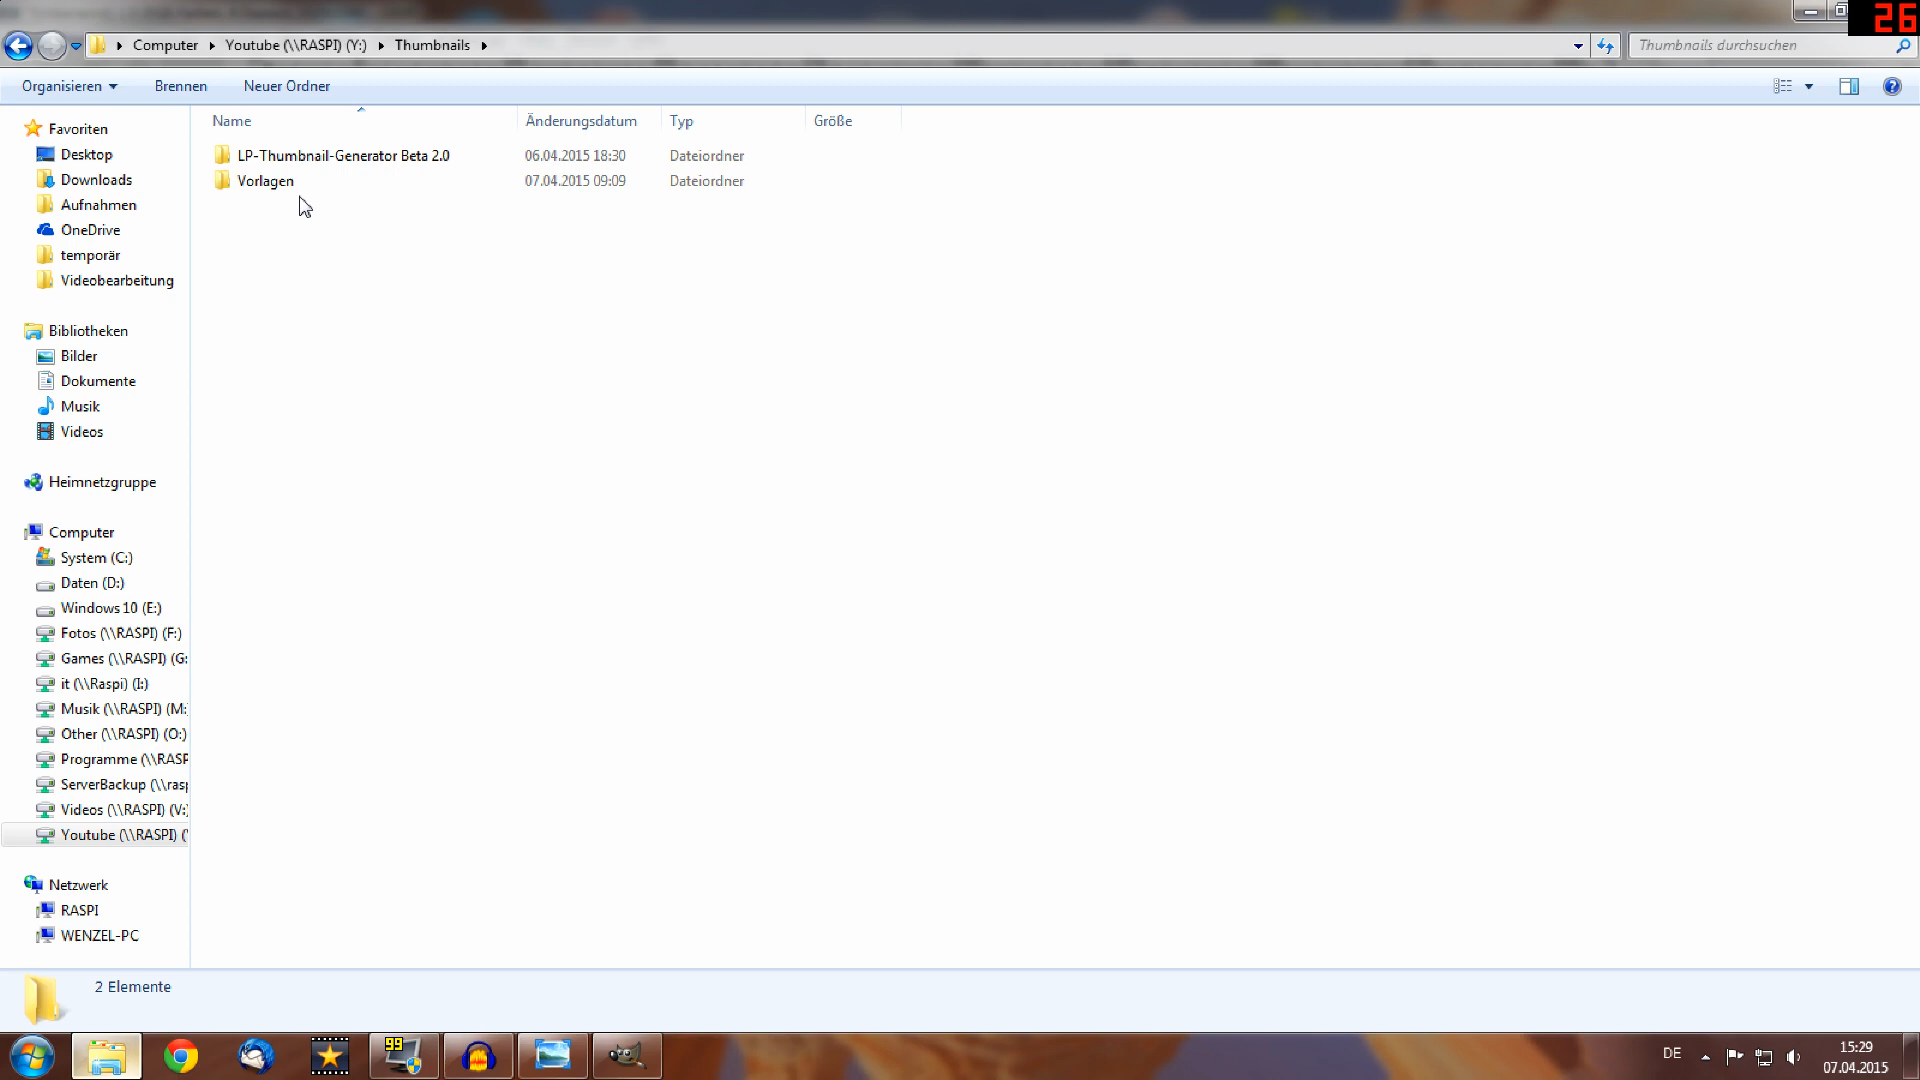 26
Computer Youtube (\\RASPI) (Y:) Thumbnails
Thumbnails durchsuchen
Organisieren Brennen Neuer Ordner
Name Änderungsdatum Typ Größe
LP-Thumbnail-Generator Beta 2.0 06.04.2015 18:30 Dateiordner
Vorlagen 07.04.2015 09:09 Dateiordner
Favoriten
Desktop
Downloads
Aufnahmen
OneDrive
temporär
Videobearbeitung
Bibliotheken
Bilder
Dokumente
Musik
Videos
Heimnetzgruppe
Computer
System (C:)
Daten (D:)
Windows 10 (E:)
Fotos (\\RASPI) (F:)
Games (\\RASPI) (G:
it (\\Raspi) (I:)
Musik (\\RASPI) (M:
Other (\\RASPI) (O:)
Programme (\\RASP
ServerBackup (\\rasp
Videos (\\RASPI) (V:
Youtube (\\RASPI) (
Netzwerk
RASPI
WENZEL-PC
2 Elemente
99
DE
15:29
07.04.2015